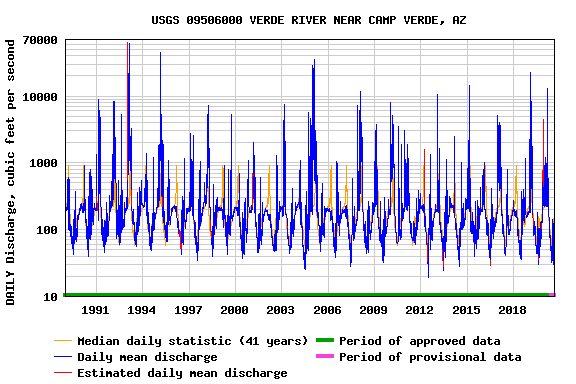 USGS 09506000 VERDE RIVER NEAR CAMP VERDE, AZ
DAILY Discharge, cubic feet per second
70000
10000
1000
100
10
1991 1994 1997 2000 2003 2006 2009 2012 2015 2018
Median daily statistic (41 years) Period of approved data
Daily mean discharge Period of provisional data
Estimated daily mean discharge